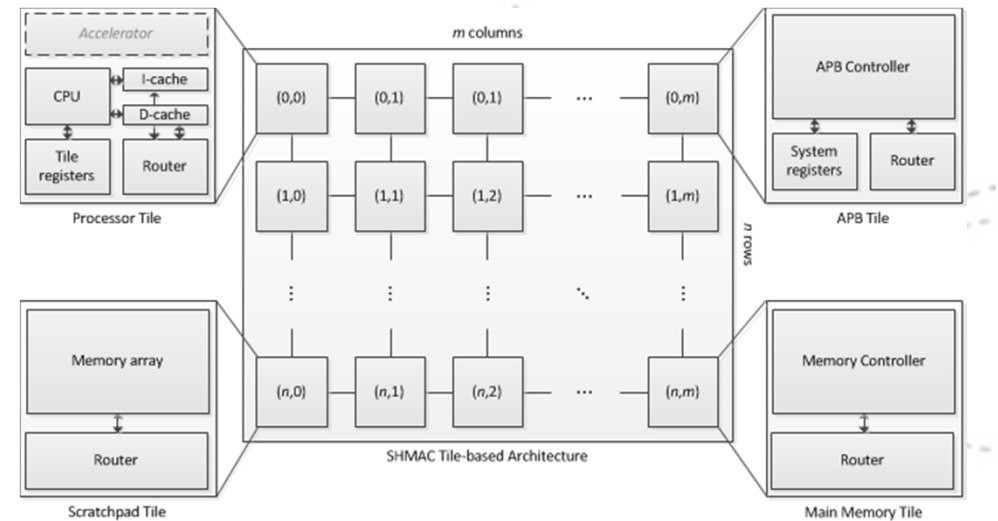 Accelerator
CPU
I-cache
D-cache
Tile
registers
Router
Processor Tile
m columns
(0,0)
(0,1)
(0,1)
...
(0,m)
(1,0)
(1,1)
(1,2)
...
(1,m)
n rows
(n,0)
(n,1)
(n,2)
...
(n,m)
SHMAC Tile-based Architecture
APB Controller
System
registers
Router
APB Tile
Memory array
Router
Scratchpad Tile
Memory Controller
Router
Main Memory Tile